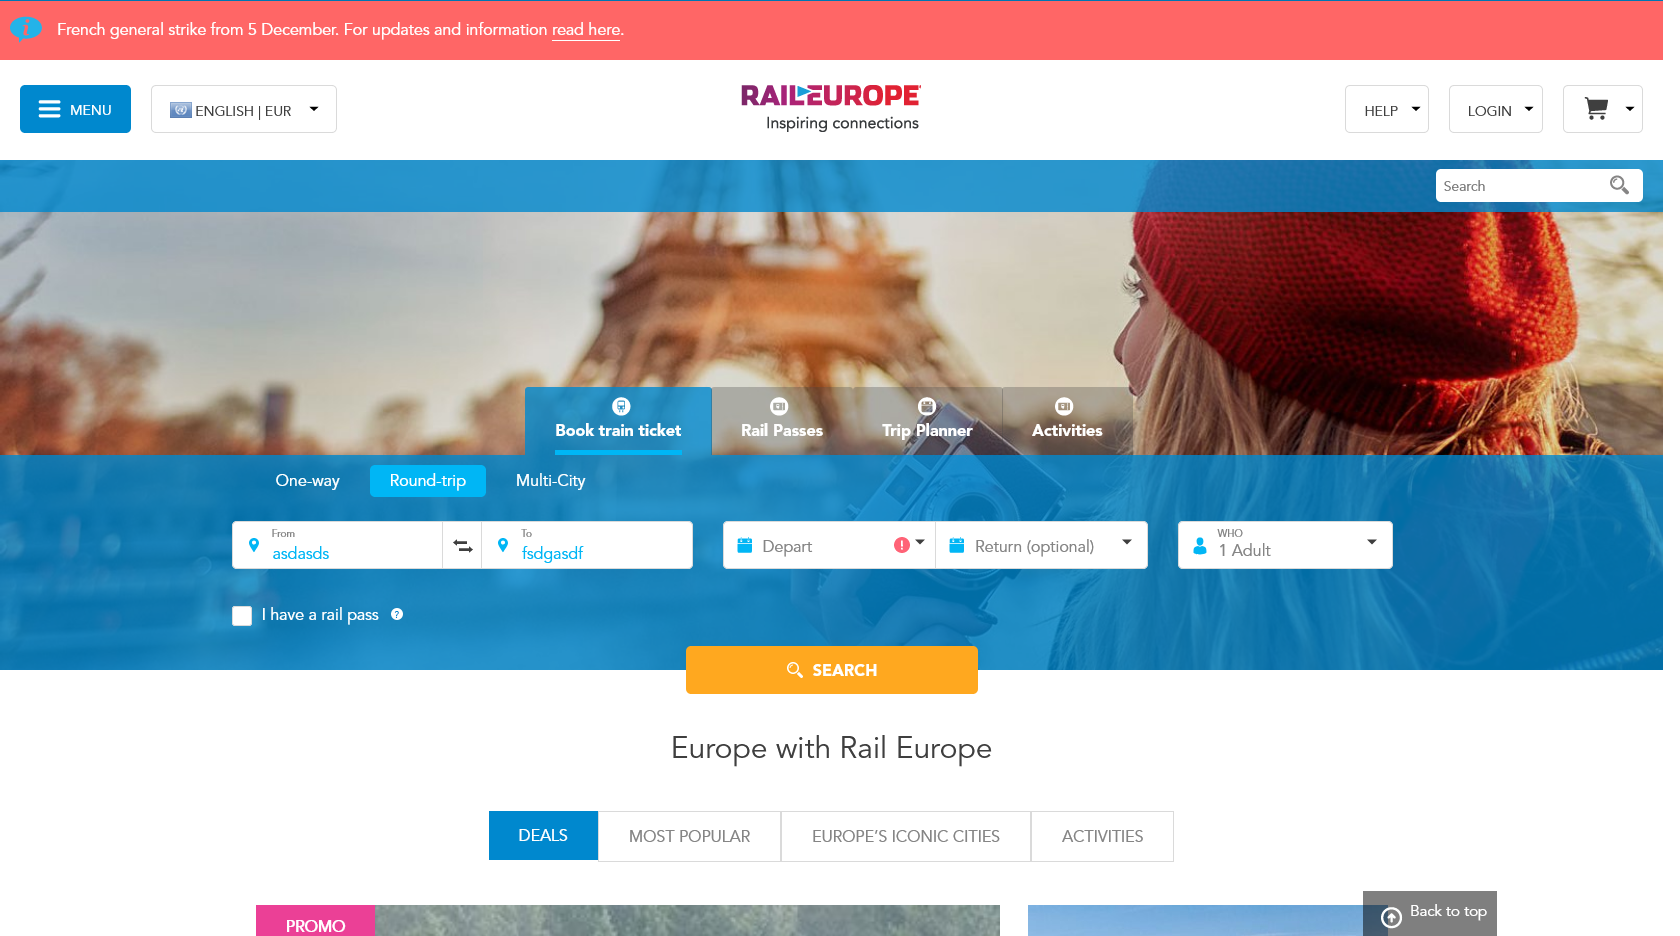 French general strike from 5 December. For updates and information read here.
MENU
ENGLISH | EUR
RAILEUROPE
Inspiring connections
HELP
LOGIN
Search
Book train ticket
Rail Passes
Trip Planner
Activities
One-way
Round-trip
Multi-City
From
asdasds
To
fsdgasdf
Depart
Return (optional)
WHO
1 Adult
I have a rail pass
SEARCH
Europe with Rail Europe
DEALS
MOST POPULAR
EUROPE’S ICONIC CITIES
ACTIVITIES
PROMO
Back to top